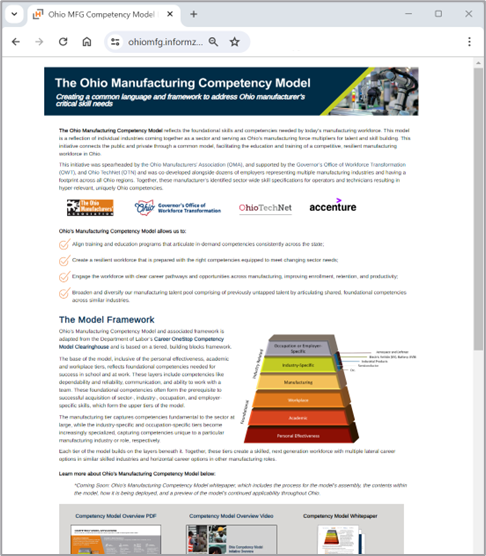 Ohio MFG Competency Model
ohiomfg.informz...
The Ohio Manufacturing Competency Model
Creating a common language and framework to address Ohio manufacturer's
critical skill needs
The Ohio Manufacturing Competency Model reflects the foundational skills and competencies needed by today's manufacturing workforce. This model
is a reflection of individual industries coming together as a sector and serving as Ohio's manufacturing force multipliers for talent and skill building. This
initiative connects the public and private through a common model, facilitating the education and training of a competitive, resilient manufacturing
workforce in Ohio.
This initiative was spearheaded by the Ohio Manufacturers' Association (OMA), and supported by the Governor's Office of Workforce Transformation
(OWT), and Ohio TechNet (OTN) and was co developed alongside dozens of employers representing multiple manufacturing industries and having a
footprint across all Ohio regions. Together, these manufacturer's identified sector wide skill specifications for operators and technicians resulting in
hyper relevant, uniquely Ohio competencies.
The Ohio
Manufacturers'
Association
Governor's Office of
Workforce Transformation
OhioTechNet
accenture
Ohio's Manufacturing Competency Model allows us to:
Align training and education programs that articulate in demand competencies consistently across the state;
Create a resilient workforce that is prepared with the right competencies equipped to meet changing sector needs;
Engage the workforce with clear career pathways and opportunities across manufacturing, improving enrollment, retention, and productivity;
Broaden and diversify our manufacturing talent pool comprising of previously untapped talent by articulating shared, foundational competencies
across similar industries.
The Model Framework
Ohio's Manufacturing Competency Model and associated framework is
adapted from the Department of Labor's Career OneStop Competency
Model Clearinghouse and is based on a tiered, building blocks framework.
The base of the model, inclusive of the personal effectiveness, academic
and workplace tiers, reflects foundational competencies needed for
success in school and at work. These layers include competencies like
dependability and reliability, communication, and ability to work with a
team. These foundational competencies often form the prerequisite to
successful acquisition of sector , industry , occupation, and employer-
specific skills, which form the upper tiers of the model.
The manufacturing tier captures competencies fundamental to the sector at
large, while the industry-specific and occupation-specific tiers become
increasingly specialized, capturing competencies unique to a particular
manufacturing industry or role, respectively.
Occupation or Employer
Specific
Industry-Specific
Manufacturing
Workplace
Academic
Personal Effectiveness
Each tier of the model builds on the layers beneath it. Together, these tiers create a skilled, next generation workforce with multiple lateral career
options in similar skilled industries and horizontal career options in other manufacturing roles.
Learn more about Ohio's Manufacturing Competency Model below:
*Coming Soon: Ohio's Manufacturing Competency Model whitepaper, which includes the process for the model's assembly, the contents
within the model, how it is being deployed, and a preview of the model's continued applicability throughout Ohio.
Competency Model Overview PDF
Competency Model Overview Video
Competency Model Whitepaper